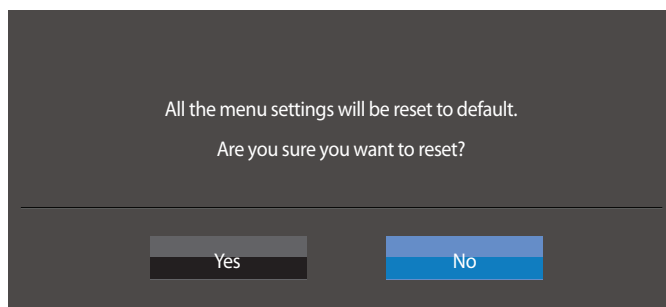 All the menu settings will be reset to default.
Are you sure you want to reset?
Yes No